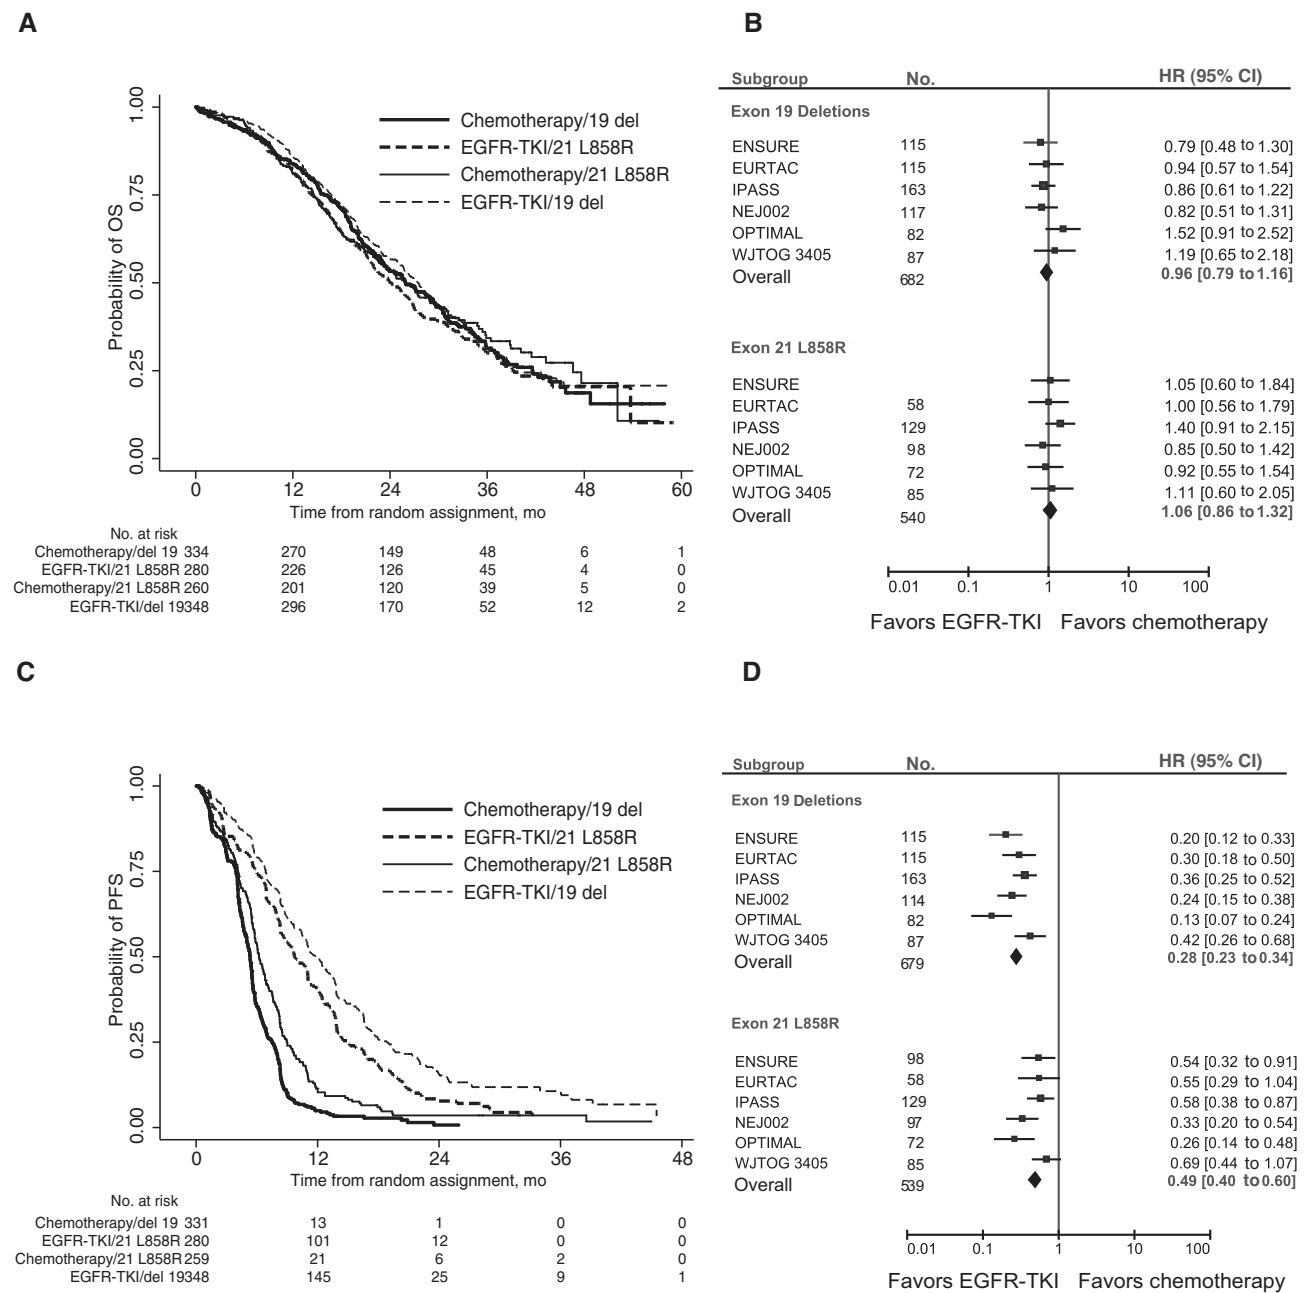 A
1.00
0.75
0.50
0.25
0.00
Probability of OS
Chemotherapy/19 del
EGFR-TKI/21 L858R
Chemotherapy/21 L858R
EGFR-TKI/19 del
0 12 24 36 48 60
Time from random assignment, mo
No. at risk
Chemotherapy/del 19 334 270 149 48 6 1
EGFR-TKI/21 L858R 280 226 126 45 4 0
Chemotherapy/21 L858R 260 201 120 39 5 0
EGFR-TKI/del 19348 296 170 52 12 2
B
Subgroup No. HR (95% CI)
Exon 19 Deletions
ENSURE 115 0.79 [0.48 to 1.30]
EURTAC 115 0.94 [0.57 to 1.54]
IPASS 163 0.86 [0.61 to 1.22]
NEJ002 117 0.82 [0.51 to 1.31]
OPTIMAL 82 1.52 [0.91 to 2.52]
WJTOG 3405 87 1.19 [0.65 to 2.18]
Overall 682 0.96 [0.79 to 1.16]
Exon 21 L858R
ENSURE 1.05 [0.60 to 1.84]
EURTAC 58 1.00 [0.56 to 1.79]
IPASS 129 1.40 [0.91 to 2.15]
NEJ002 98 0.85 [0.50 to 1.42]
OPTIMAL 72 0.92 [0.55 to 1.54]
WJTOG 3405 85 1.11 [0.60 to 2.05]
Overall 540 1.06 [0.86 to 1.32]
0.01 0.1 1 10 100
Favors EGFR-TKI Favors chemotherapy
C
1.00
0.75
0.50
0.25
0.00
Probability of PFS
Chemotherapy/19 del
EGFR-TKI/21 L858R
Chemotherapy/21 L858R
EGFR-TKI/19 del
0 12 24 36 48
Time from random assignment, mo
No. at risk
Chemotherapy/del 19 331 13 1 0 0
EGFR-TKI/21 L858R 280 101 12 0 0
Chemotherapy/21 L858R 259 21 6 2 0
EGFR-TKI/del 19348 145 25 9 1
D
Subgroup No. HR (95% CI)
Exon 19 Deletions
ENSURE 115 0.20 [0.12 to 0.33]
EURTAC 115 0.30 [0.18 to 0.50]
IPASS 163 0.36 [0.25 to 0.52]
NEJ002 114 0.24 [0.15 to 0.38]
OPTIMAL 82 0.13 [0.07 to 0.24]
WJTOG 3405 87 0.42 [0.26 to 0.68]
Overall 679 0.28 [0.23 to 0.34]
Exon 21 L858R
ENSURE 98 0.54 [0.32 to 0.91]
EURTAC 58 0.55 [0.29 to 1.04]
IPASS 129 0.58 [0.38 to 0.87]
NEJ002 97 0.33 [0.20 to 0.54]
OPTIMAL 72 0.26 [0.14 to 0.48]
WJTOG 3405 85 0.69 [0.44 to 1.07]
Overall 539 0.49 [0.40 to 0.60]
0.01 0.1 1 10 100
Favors EGFR-TKI Favors chemotherapy